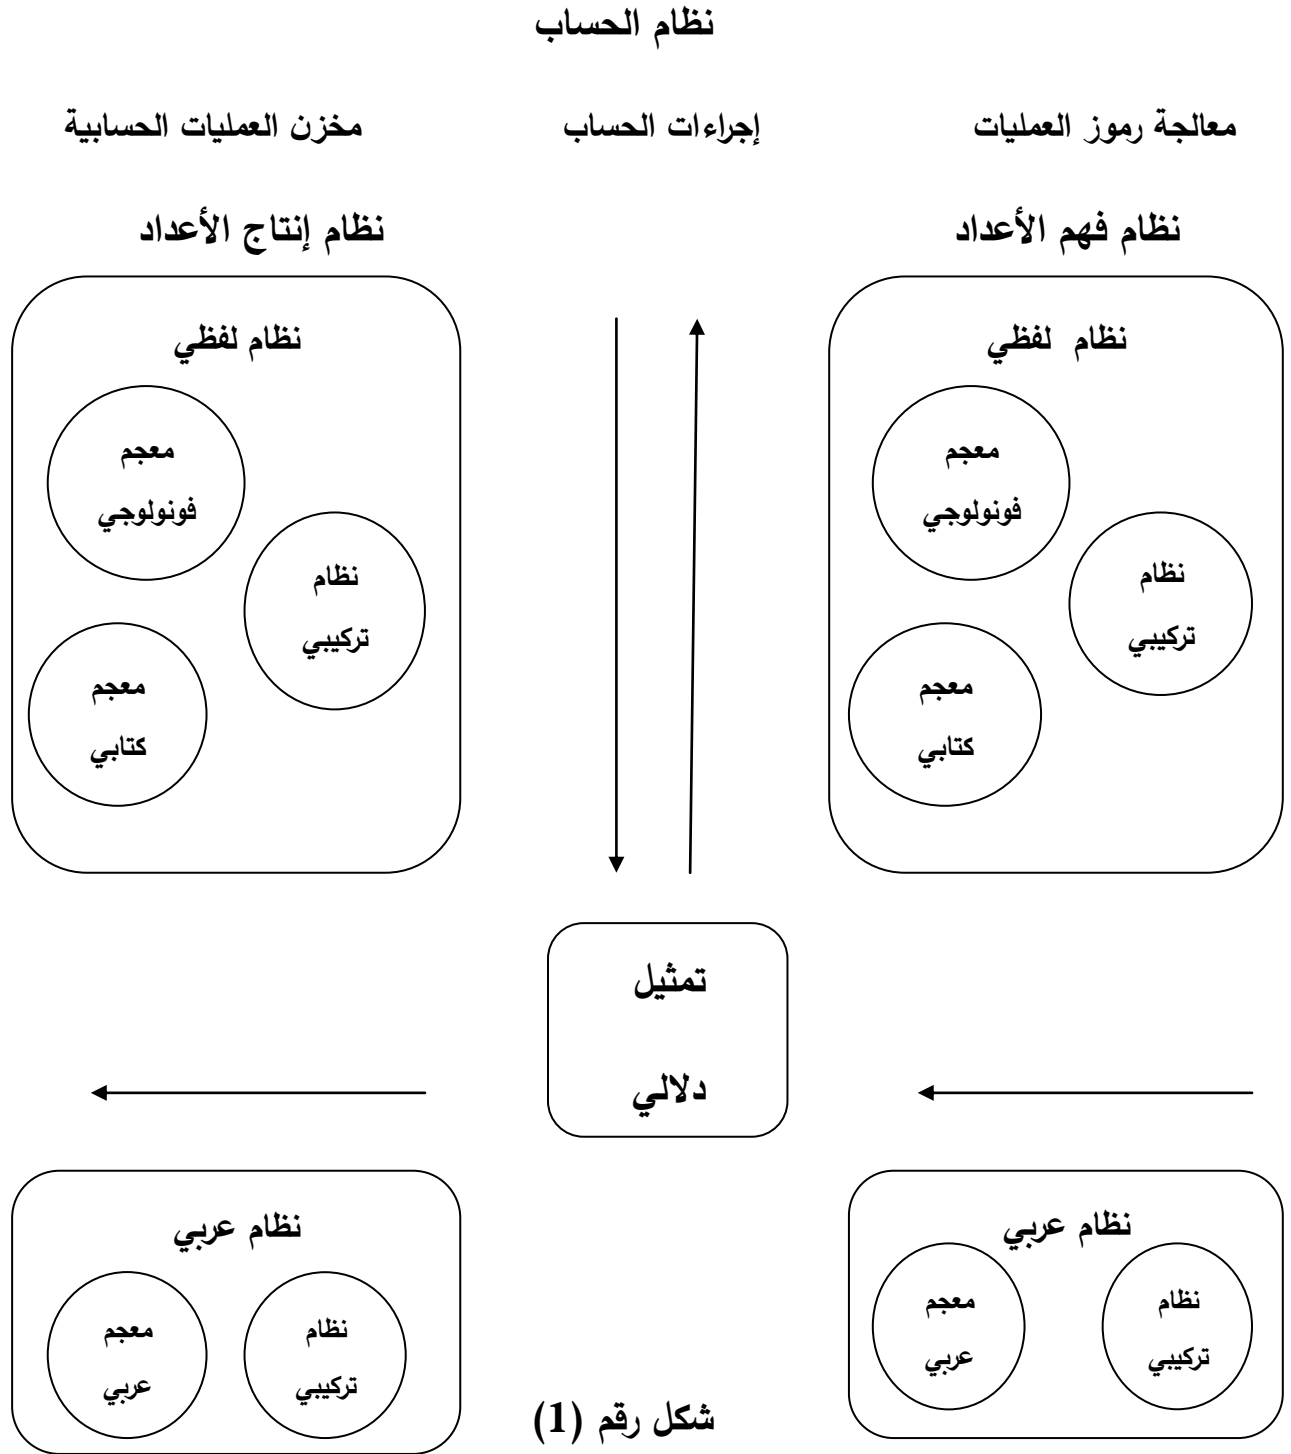 نظام الحساب
معالجة رموز العمليات
إجراءات الحساب
مخزن العمليات الحسابية
نظام فهم الأعداد
نظام إنتاج الأعداد
نظام لفظي
معجم
فونولوجي
نظام
تركيبي
معجم
كتابي
نظام لفظي
معجم
فونولوجي
نظام
تركيبي
معجم
كتابي
تمثيل
دلالي
نظام عربي
نظام
تركيبي
معجم
عربي
نظام عربي
نظام
تركيبي
معجم
عربي
شكل رقم (1)